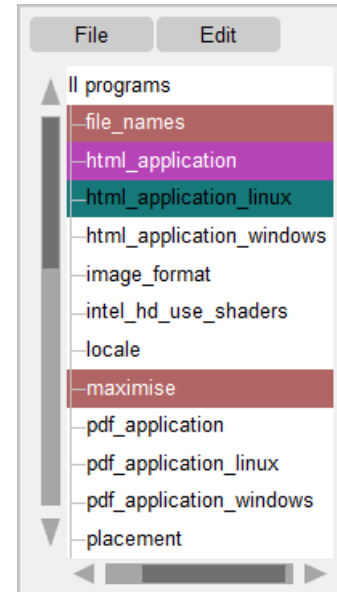 File Edit
ll programs
file_names
html_application
html_application_linux
html_application_windows
image_format
intel_hd_use_shaders
locale
maximise
pdf_application
pdf_application_linux
pdf_application_windows
placement